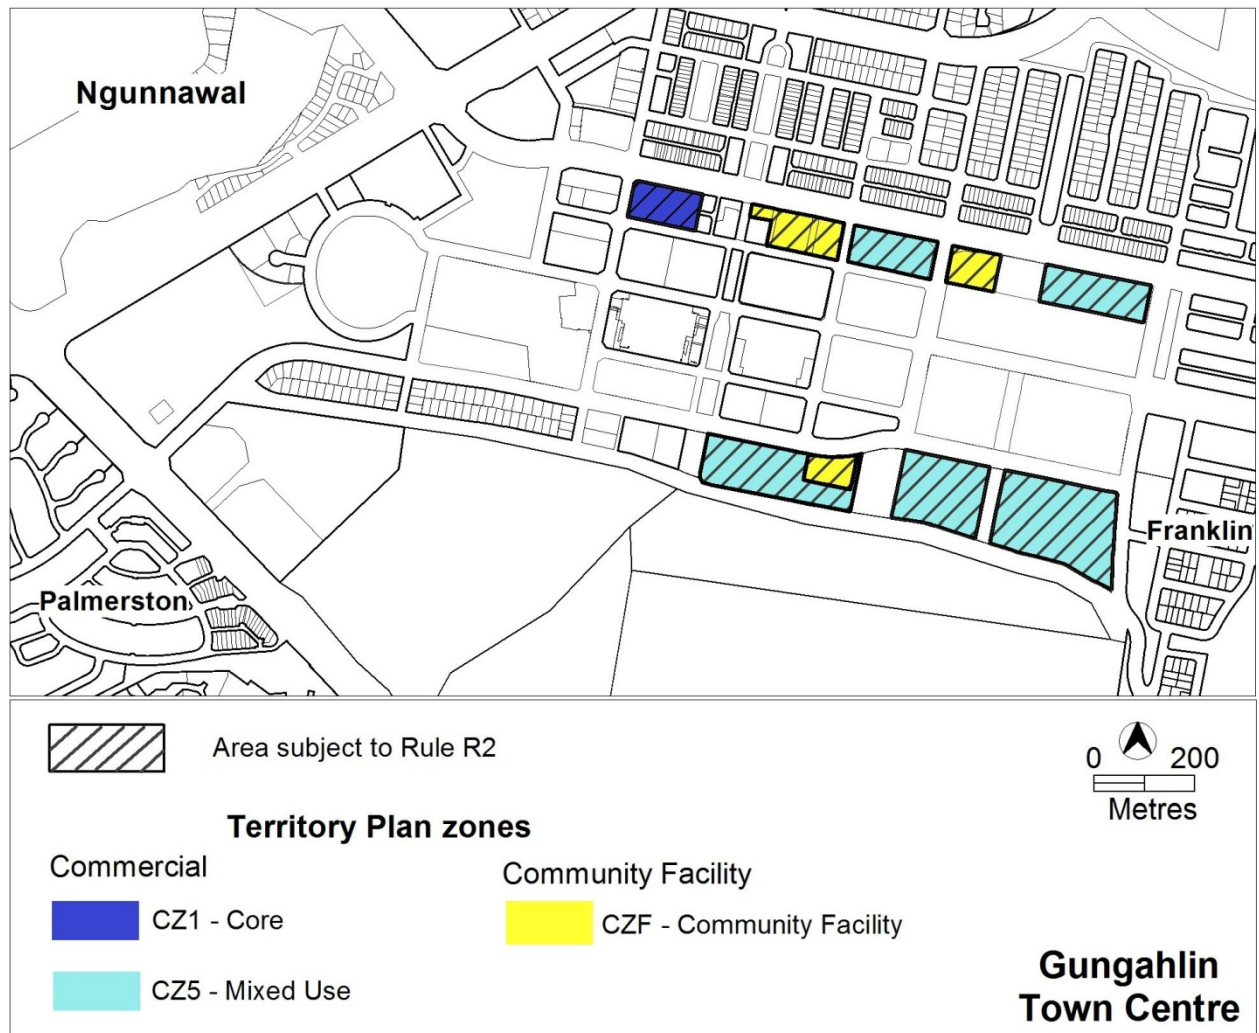 Ngunnawal
Franklin
Palmerston
Area subject to Rule R2
0 200
Metres
Territory Plan zones
Commercial
Community Facility
CZ1 - Core
CZF - Community Facility
CZ5 - Mixed Use
Gungahlin
Town Centre